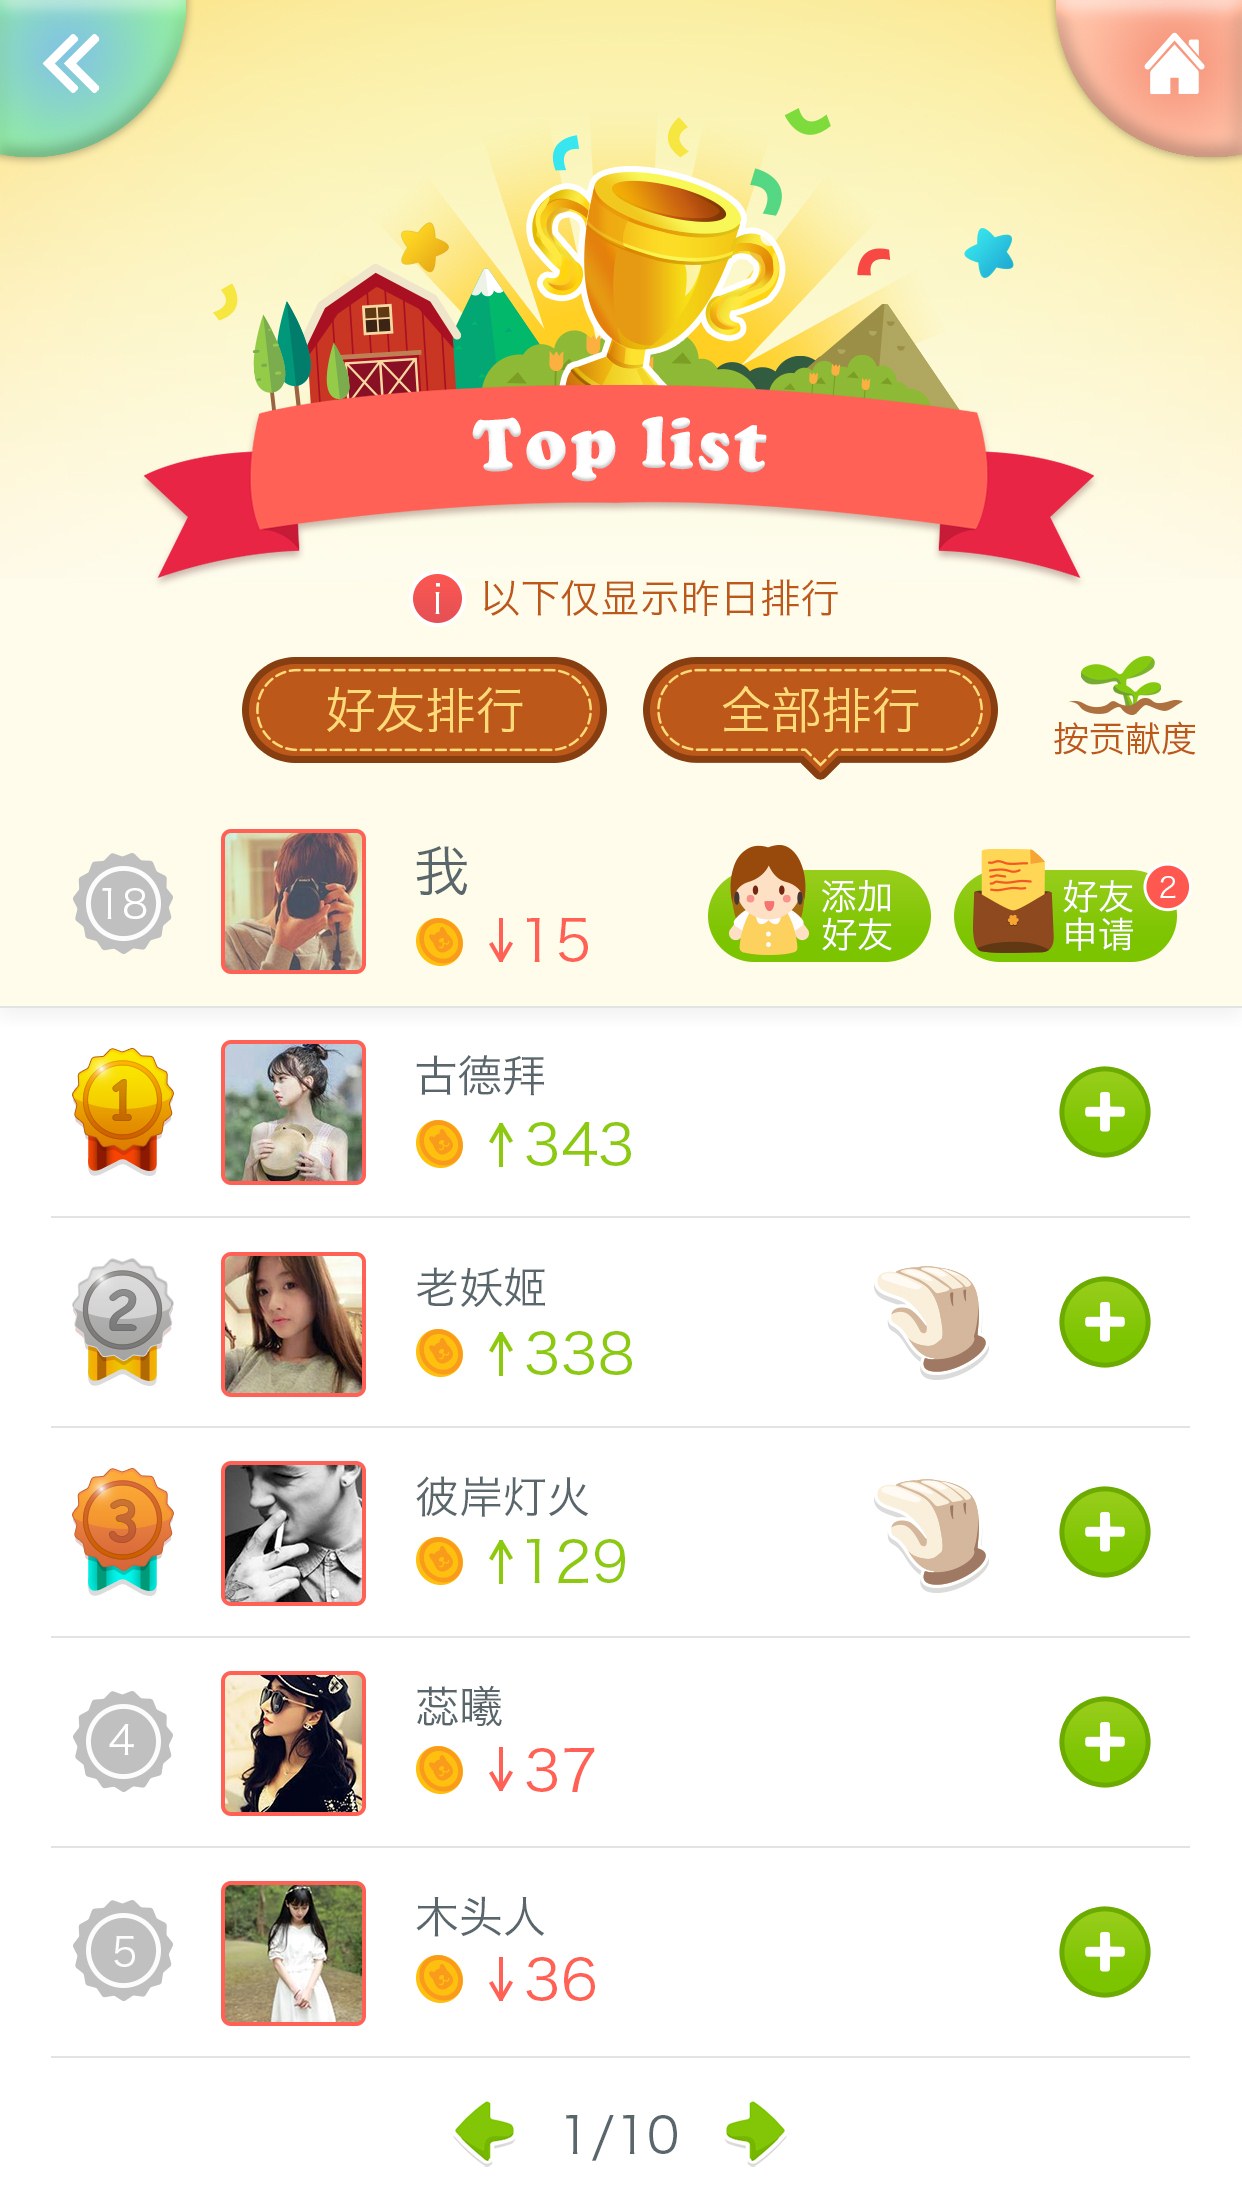 Top list
i 以下仅显示昨日排行
好友排行 全部排行 按贡献度
18 我 ↓15
添加
好友
好友
申请
2
1 古德拜
↑343
2 老妖姬
↑338
3 彼岸灯火
↑129
4 蕊曦
↓37
5 木头人
↓36
1/10